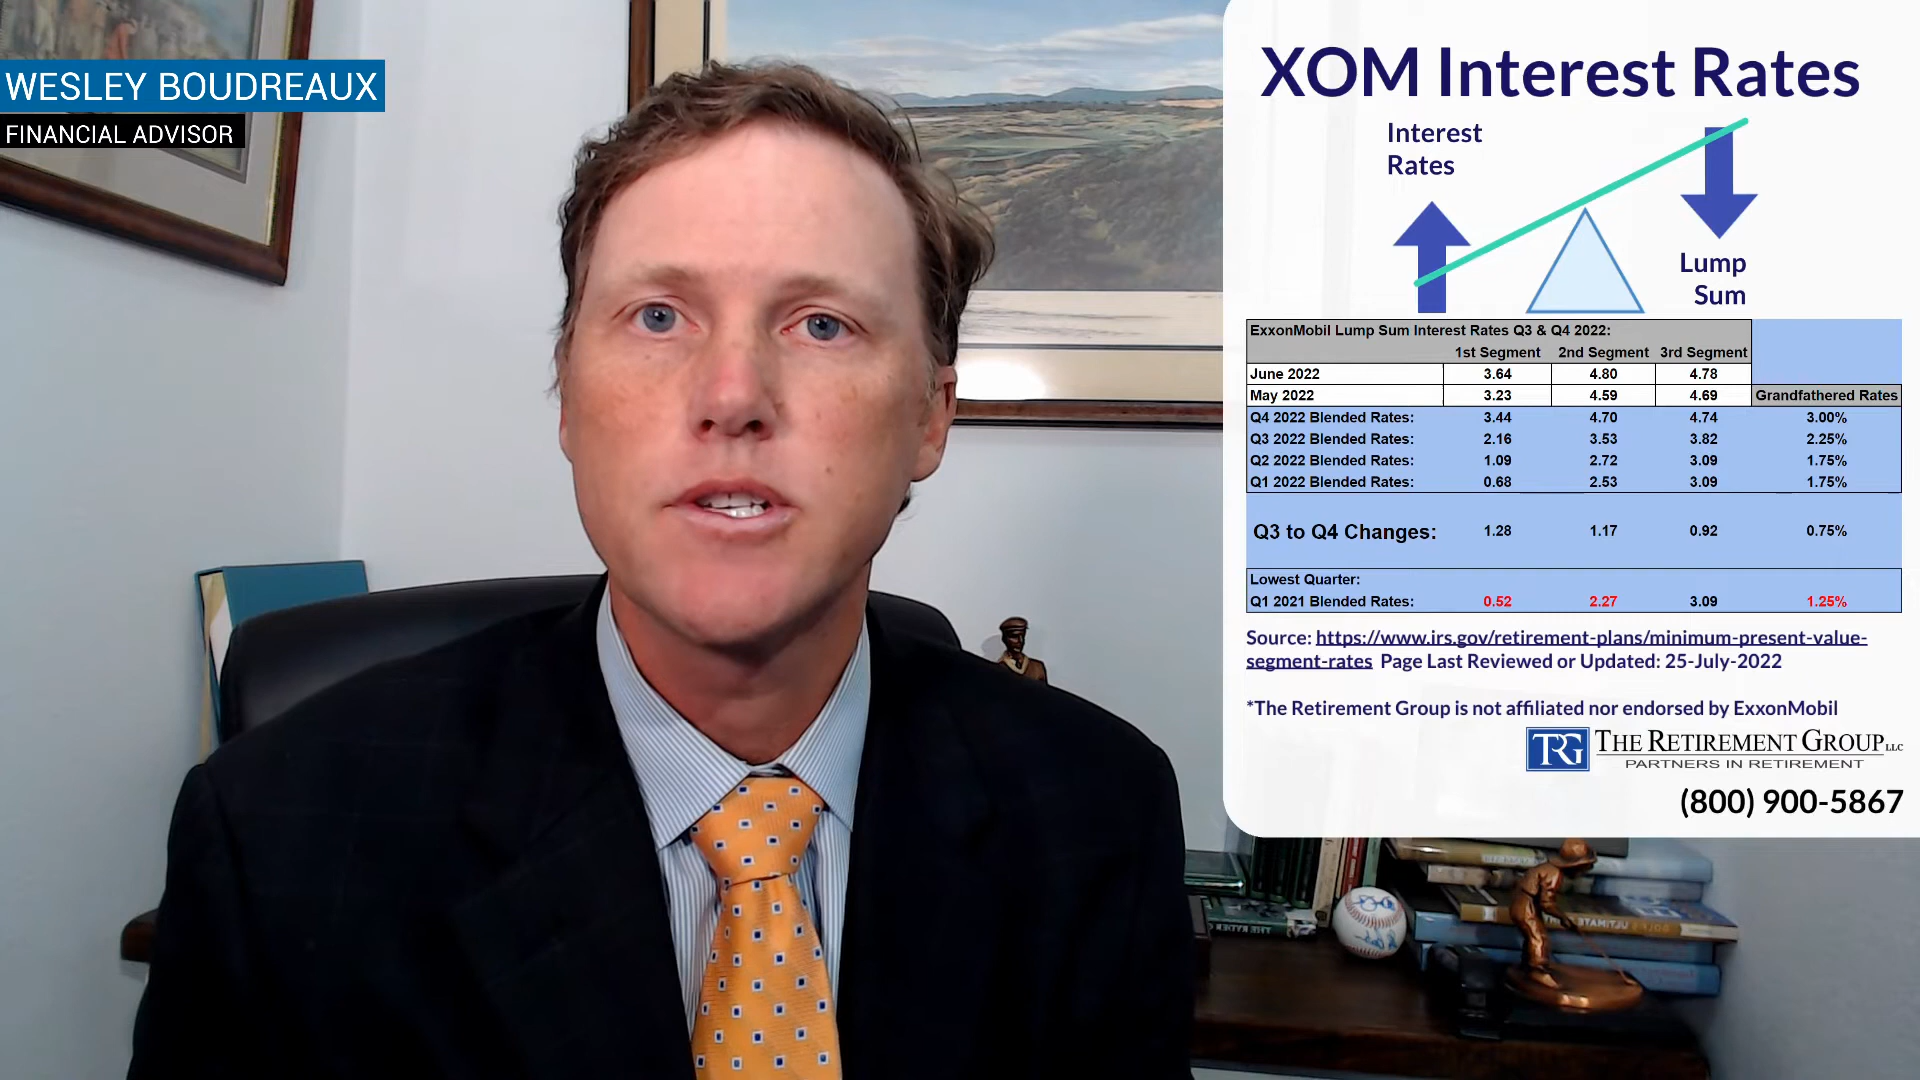 WESLEY BOUDREAUX
FINANCIAL ADVISOR
XOM Interest Rates
Interest
Rates
Lump
Sum
ExxonMobil Lump Sum Interest Rates Q3 & Q4 2022:
1st Segment 2nd Segment 3rd Segment
June 2022 3.64 4.80 4.78
May 2022 3.23 4.59 4.69 Grandfathered Rates
Q4 2022 Blended Rates: 3.44 4.70 4.74 3.00%
Q3 2022 Blended Rates: 2.16 3.53 3.82 2.25%
Q2 2022 Blended Rates: 1.09 2.72 3.09 1.75%
Q1 2022 Blended Rates: 0.68 2.53 3.09 1.75%
Q3 to Q4 Changes: 1.28 1.17 0.92 0.75%
Lowest Quarter:
Q1 2021 Blended Rates: 0.52 2.27 3.09 1.25%
Source: https://www.irs.gov/retirement-plans/minimum-present-value-
segment-rates Page Last Reviewed or Updated: 25-July-2022
*The Retirement Group is not affiliated nor endorsed by ExxonMobil
TRG THE RETIREMENT GROUP LLC
PARTNERS IN RETIREMENT
(800) 900-5867
THE RYDER
ULTIMATE